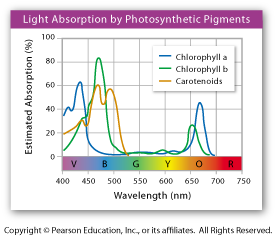 Light Absorption by Photosynthetic Pigments
Estimated Absorption (%)
100
80
60
40
20
0
Chlorophyll a
Chlorophyll b
Carotenoids
V B G Y O R
400 450 500 550 600 650 700 750
Wavelength (nm)
Copyright © Pearson Education, Inc., or its affiliates. All Rights Reserved.